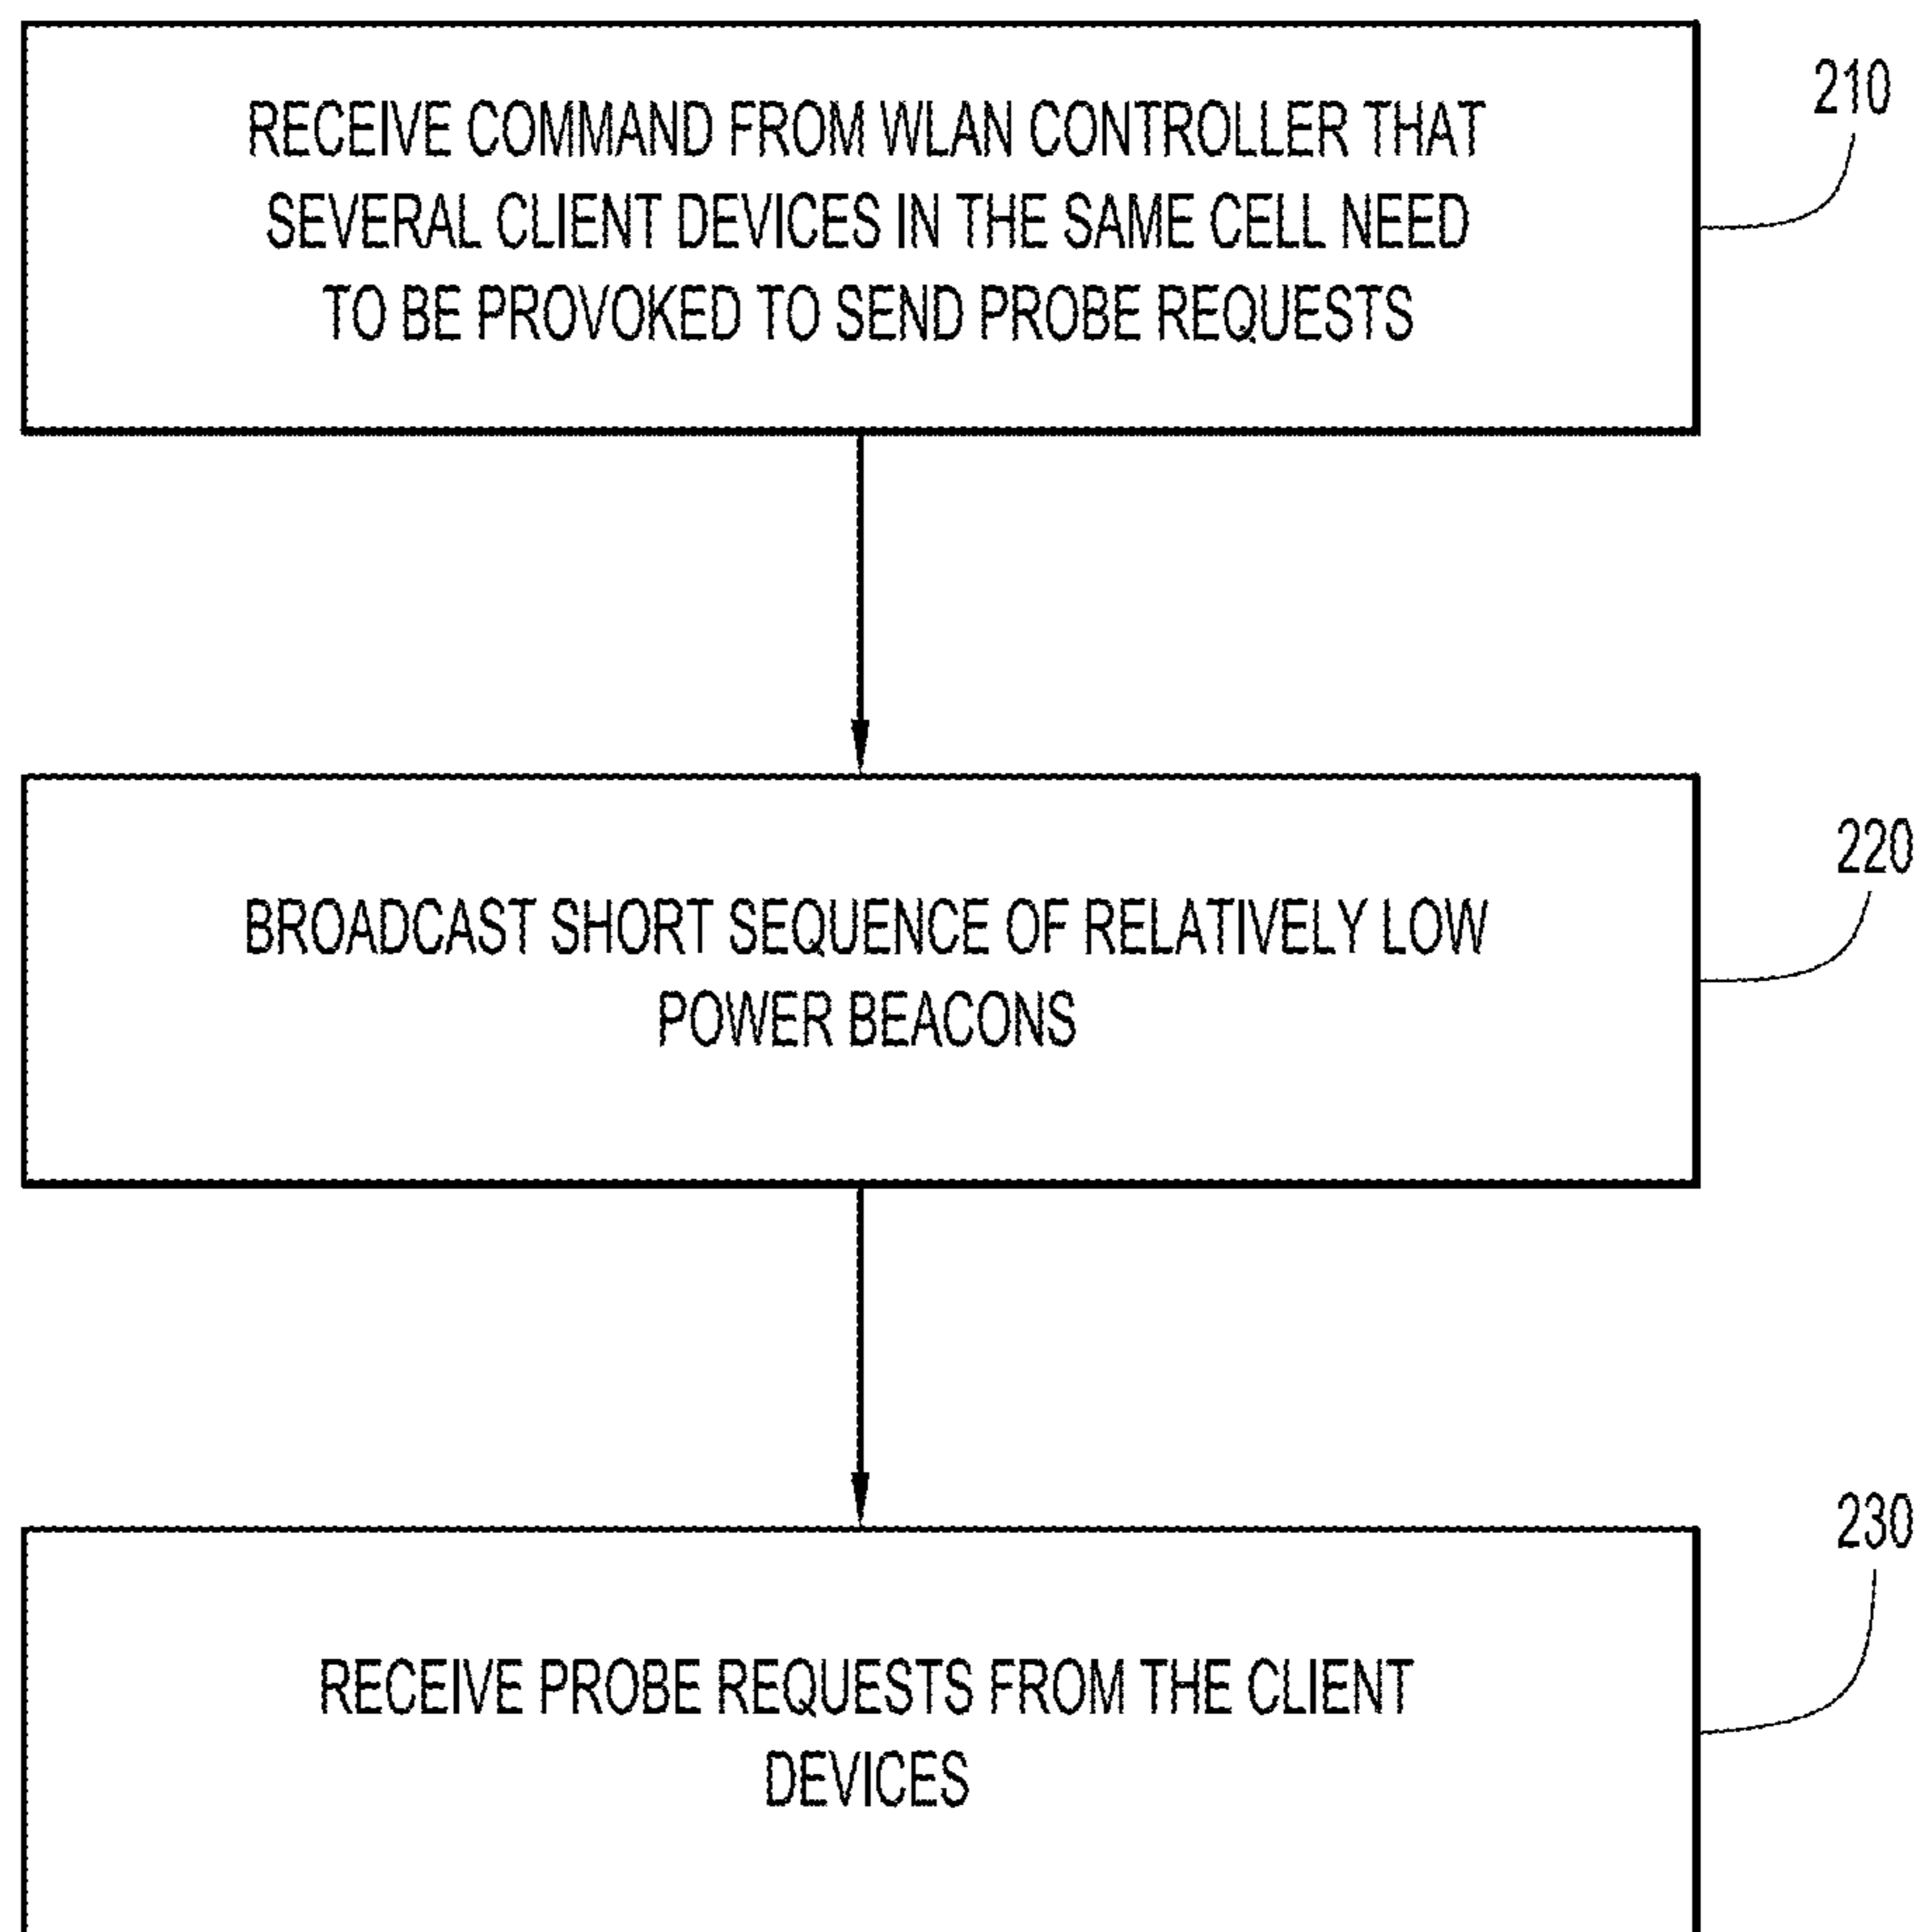 RECEIVE COMMAND FROM WLAN CONTROLLER THAT
SEVERAL CLIENT DEVICES IN THE SAME CELL NEED
TO BE PROVOKED TO SEND PROBE REQUESTS
210
BROADCAST SHORT SEQUENCE OF RELATIVELY LOW
POWER BEACONS
220
RECEIVE PROBE REQUESTS FROM THE CLIENT
DEVICES
230